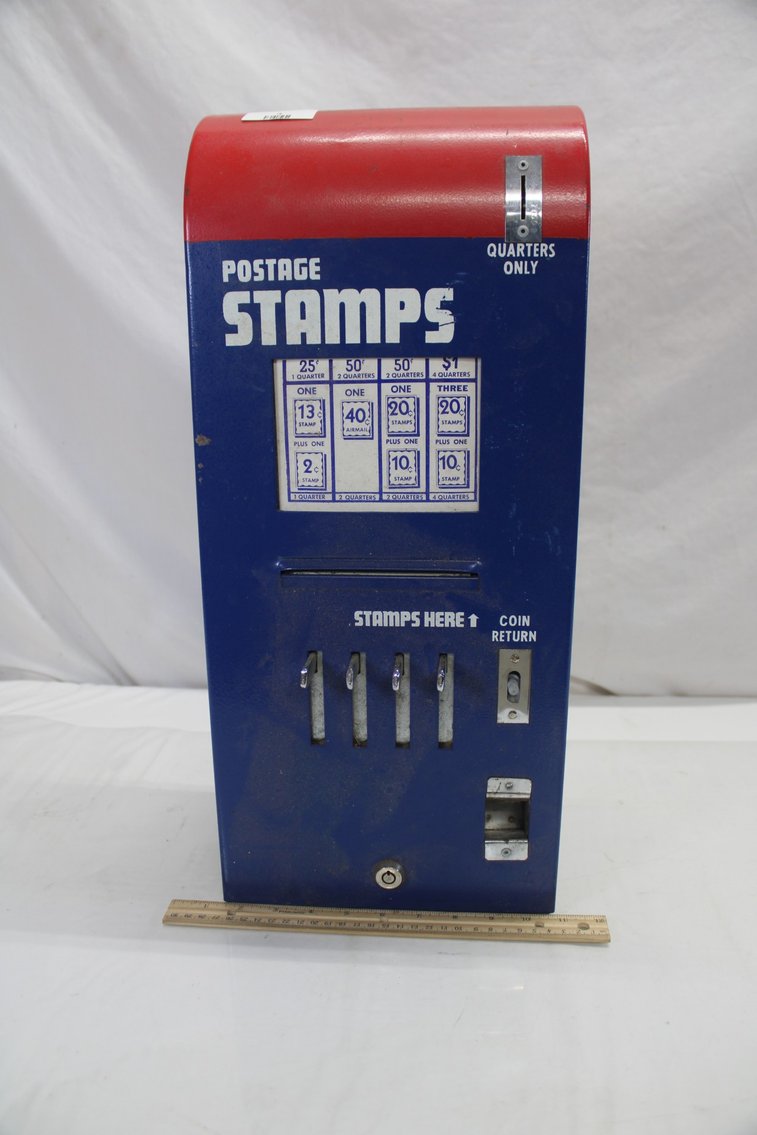 QUARTERS
ONLY
POSTAGE
STAMPS
25¢ 50¢ 50¢ $1
1 QUARTER 2 QUARTERS 2 QUARTERS 4 QUARTERS
ONE ONE ONE THREE
13¢ 40¢ 20¢ 20¢
STAMP AIRMAIL STAMPS STAMPS
PLUS ONE PLUS ONE PLUS ONE
2¢ 10¢ 10¢
STAMP STAMP STAMP
1 QUARTER 2 QUARTERS 2 QUARTERS 4 QUARTERS
STAMPS HERE
COIN
RETURN